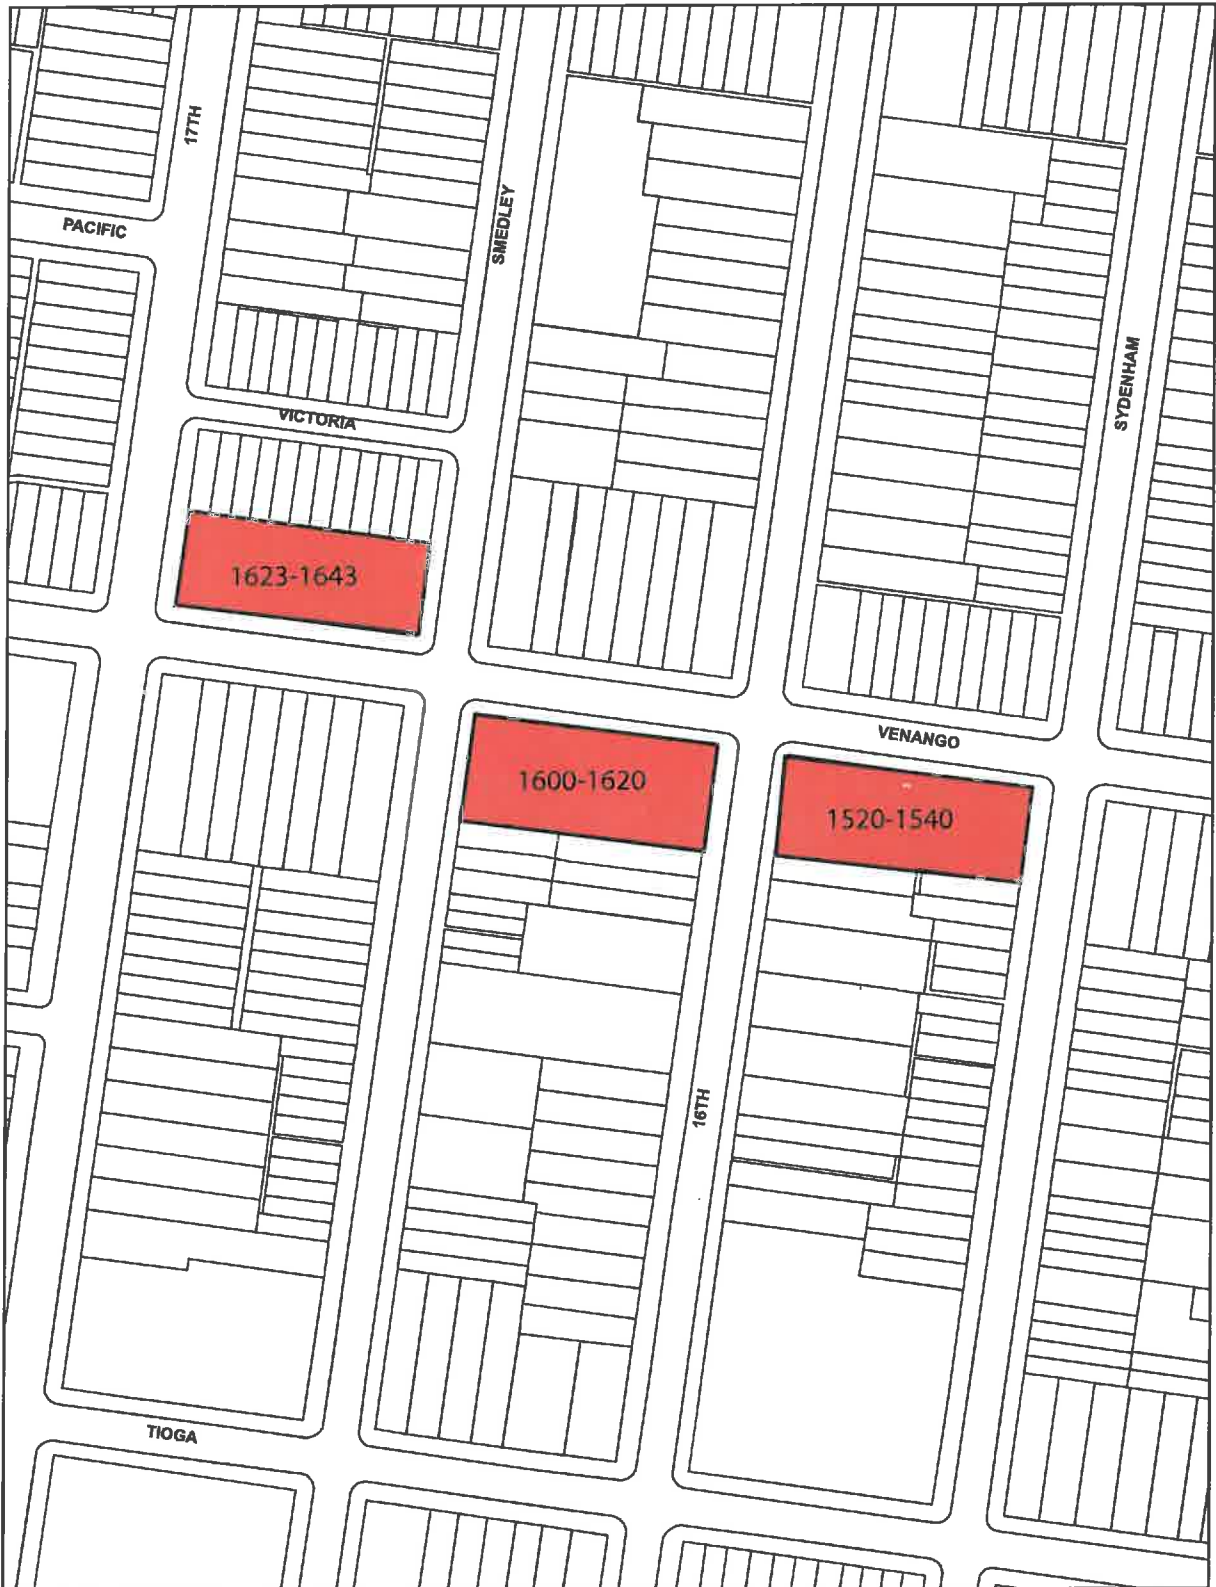 17TH
PACIFIC
SMEDLEY
SYDENHAM
VICTORIA
1623-1643
VENANGO
1600-1620
1520-1540
16TH
TIOGA